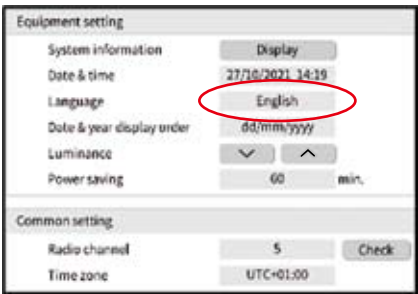 Equipment setting
System information Display
Date & time 27/10/2021 14:19
Language English
Date & year display order dd/mm/yyyy
Luminance
Power saving 60 min.
Common setting
Radio channel 5 Check
Time zone UTC+01:00